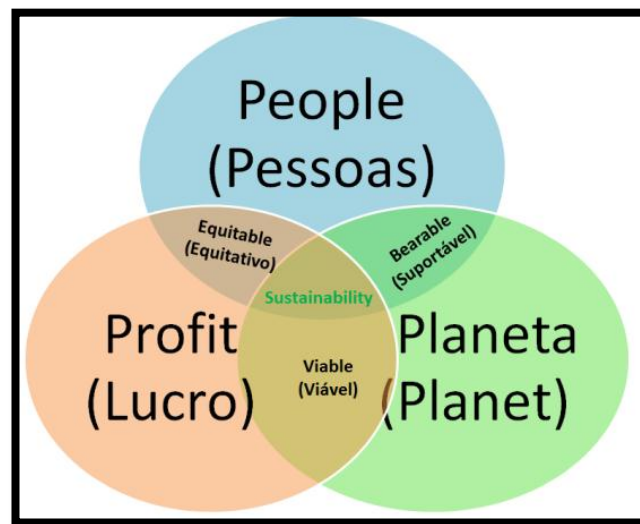 People
(Pessoas)
Equitable
(Equitativo)
Bearable
(Suportável)
Sustainability
Profit
(Lucro)
Viable
(Viável)
Planeta
(Planet)